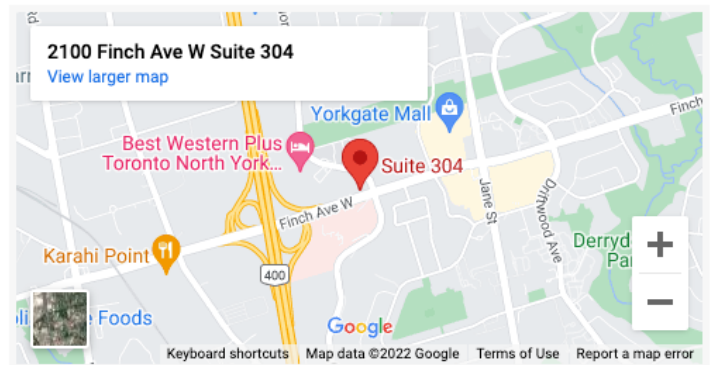 2100 Finch Ave W Suite 304
View larger map
Yorkgate Mall
Finch
Best Western Plus
Toronto North York...
Suite 304
Jane St
Driftwood Ave
Finch Ave W
Karahi Point
Derryd
Pa
400
e Foods
Google
Keyboard shortcuts
Map data ©2022 Google
Terms of Use
Report a map error